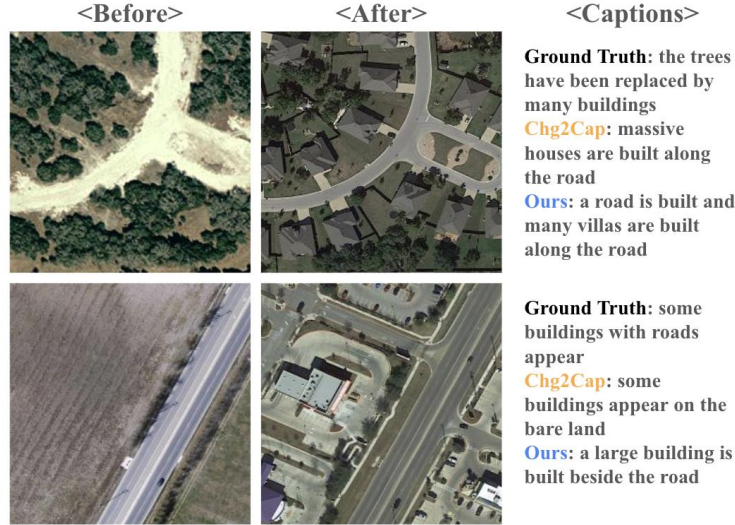 <Before>
<After>
<Captions>
Ground Truth: the trees
have been replaced by
many buildings
Chg2Cap: massive
houses are built along
the road
Ours: a road is built and
many villas are built
along the road
Ground Truth: some
buildings with roads
appear
Chg2Cap: some
buildings appear on the
bare land
Ours: a large building is
built beside the road